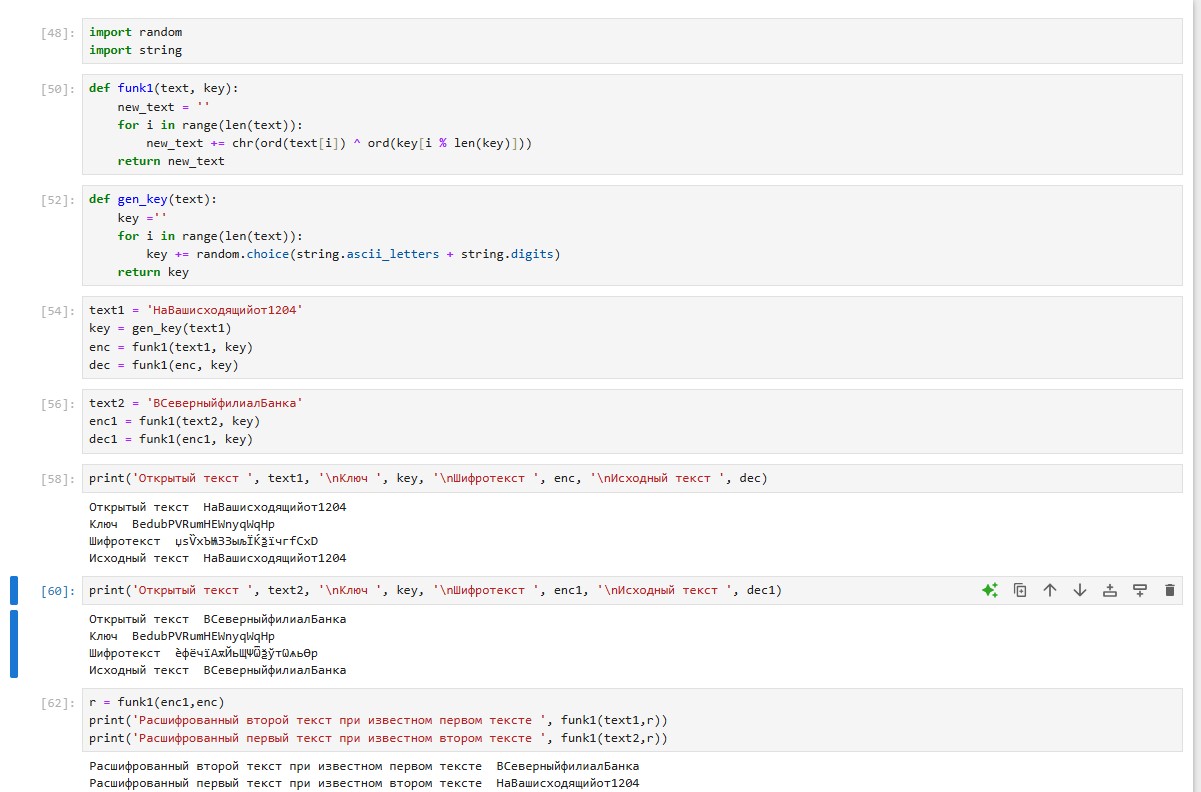 [48]: import random
import string
[50]: def funk1(text, key):
new_text = ''
for i in range(len(text)):
new_text += chr(ord(text[i]) ^ ord(key[i % len(key)]))
return new_text
[52]: def gen_key(text):
key =''
for i in range(len(text)):
key += random.choice(string.ascii_letters + string.digits)
return key
[54]: text1 = 'НаВашисходящийот1204'
key = gen_key(text1)
enc = funk1(text1, key)
dec = funk1(enc, key)
[56]: text2 = 'ВСеверныйфилиалБанка'
enc1 = funk1(text2, key)
dec1 = funk1(enc1, key)
[58]: print('Открытый текст ', text1, '\nКлюч ', key, '\nШифротекст ', enc, '\nИсходный текст ', dec)
Открытый текст  НаВашисходящийот1204
Ключ  BedubPVRumHEWnyqWqHp
Шифротекст
Исходный текст  НаВашисходящийот1204
[60]: print('Открытый текст ', text2, '\nКлюч ', key, '\nШифротекст ', enc1, '\nИсходный текст ', dec1)
Открытый текст  ВСеверныйфилиалБанка
Ключ  BedubPVRumHEWnyqWqHp
Шифротекст
Исходный текст  ВСеверныйфилиалБанка
[62]: r = funk1(enc1,enc)
print('Расшифрованный второй текст при известном первом тексте ', funk1(text1,r))
print('Расшифрованный первый текст при известном втором тексте ', funk1(text2,r))
Расшифрованный второй текст при известном первом тексте  ВСеверныйфилиалБанка
Расшифрованный первый текст при известном втором тексте  НаВашисходящийот1204